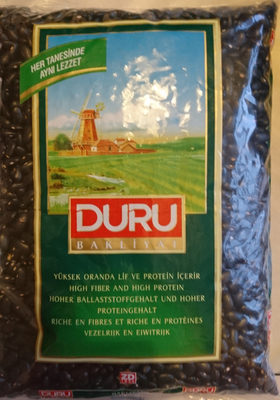 HER TANESİNDE
AYNI LEZZET
DURU
BAKLİYAT
YÜKSEK ORANDA LİF VE PROTEİN İÇERİR
HIGH FIBER AND HIGH PROTEIN
HOHER BALLASTSTOFFGEHALT UND HOHER
PROTEINGEHALT
RICHE EN FIBRES ET RICHE EN PROTÉINES
VEZELRIJK EN EIWITRIJK